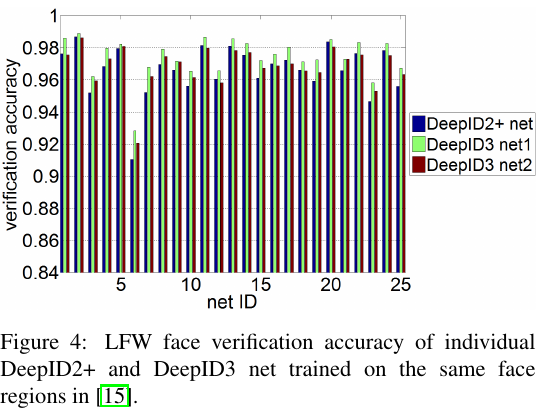 1
0.98
0.96
0.94
0.92
0.9
0.88
0.86
0.84
verification accuracy
5
10
15
20
25
net ID
DeepID2+ net
DeepID3 net1
DeepID3 net2
Figure 4: LFW face verification accuracy of individual
DeepID2+ and DeepID3 net trained on the same face
regions in [15].